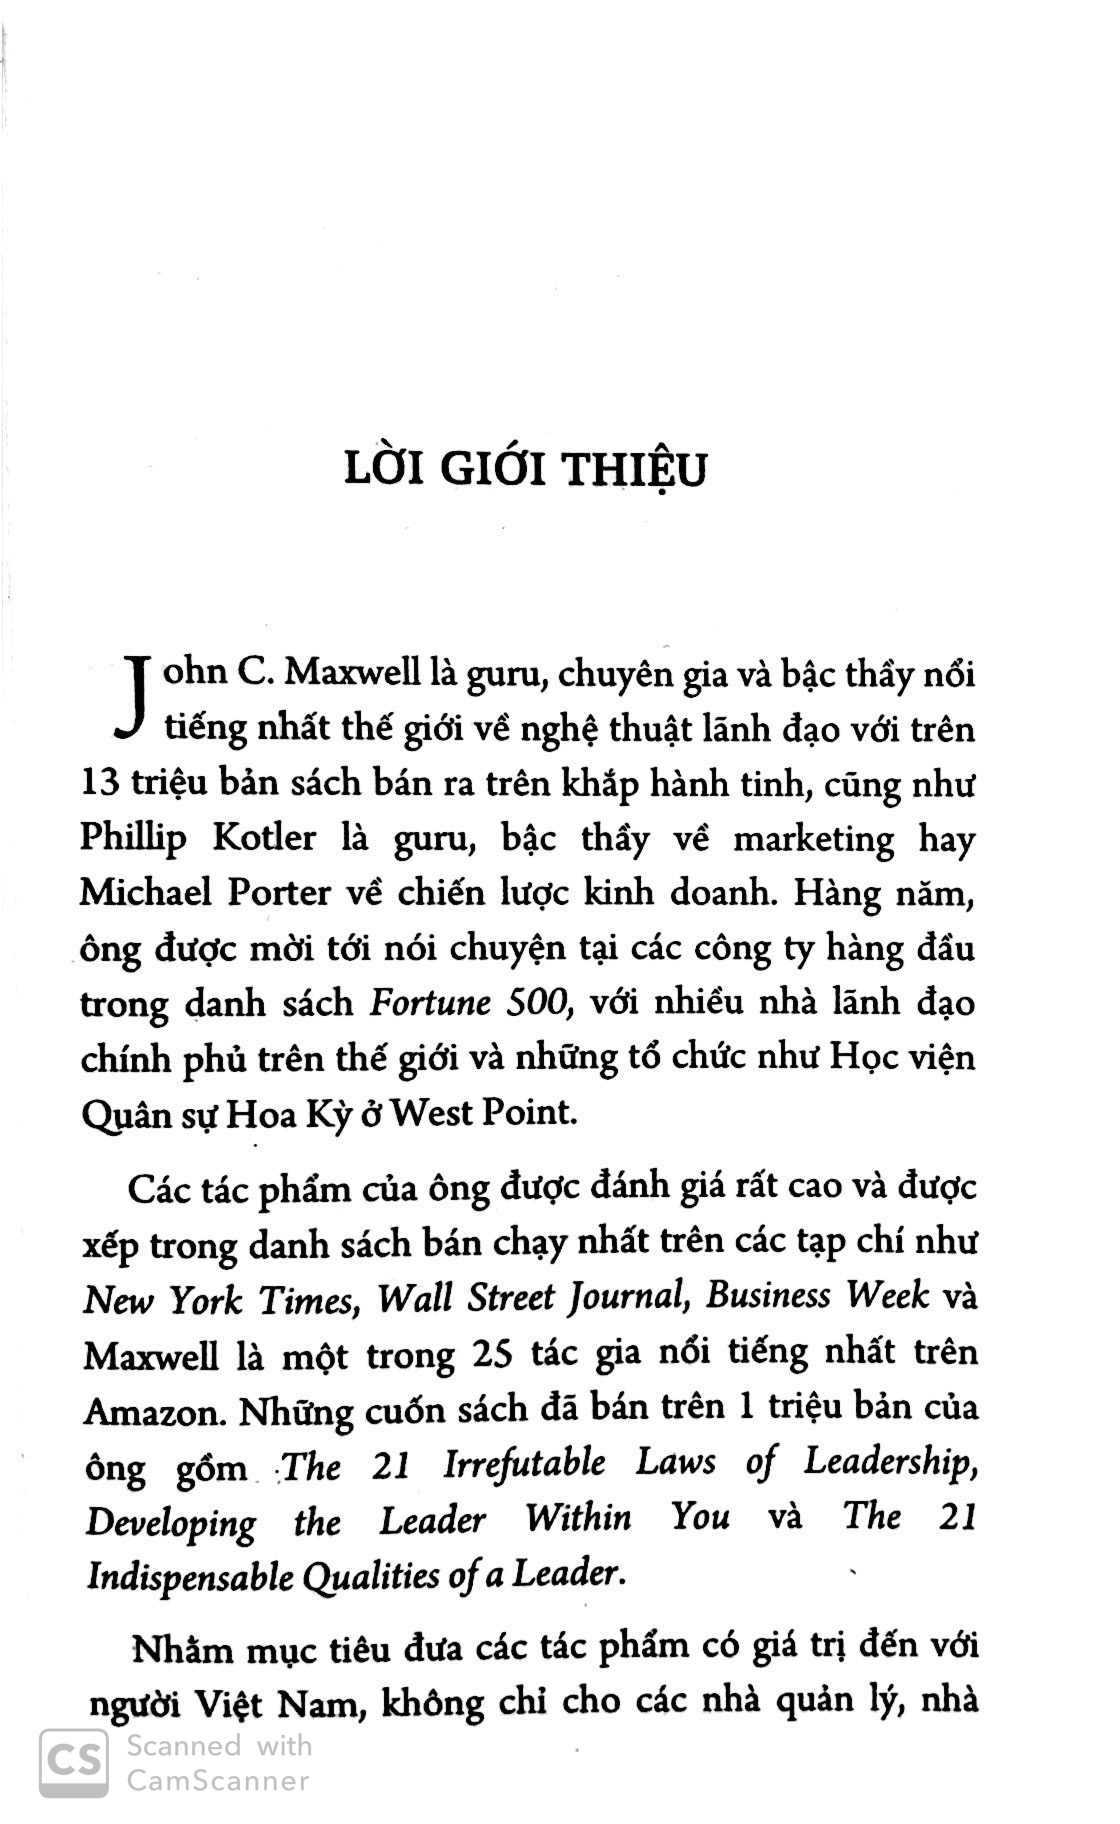 LỜI GIỚI THIỆU
John C. Maxwell là guru, chuyên gia và bậc thầy nổi
tiếng nhất thế giới về nghệ thuật lãnh đạo với trên
13 triệu bản sách bán ra trên khắp hành tinh, cũng như
Phillip Kotler là guru, bậc thầy về marketing hay
Michael Porter về chiến lược kinh doanh. Hàng năm,
ông được mời tới nói chuyện tại các công ty hàng đầu
trong danh sách Fortune 500, với nhiều nhà lãnh đạo
chính phủ trên thế giới và những tổ chức như Học viện
Quân sự Hoa Kỳ ở West Point.
Các tác phẩm của ông được đánh giá rất cao và được
xếp trong danh sách bán chạy nhất trên các tạp chí như
New York Times, Wall Street Journal, Business Week và
Maxwell là một trong 25 tác gia nổi tiếng nhất trên
Amazon. Những cuốn sách đã bán trên 1 triệu bản của
ông gồm The 21 Irrefutable Laws of Leadership,
Developing the Leader Within You và The 21
Indispensable Qualities of a Leader.
Nhằm mục tiêu đưa các tác phẩm có giá trị đến với
người Việt Nam, không chỉ cho các nhà quản lý, nhà
CS Scanned with
CamScanner